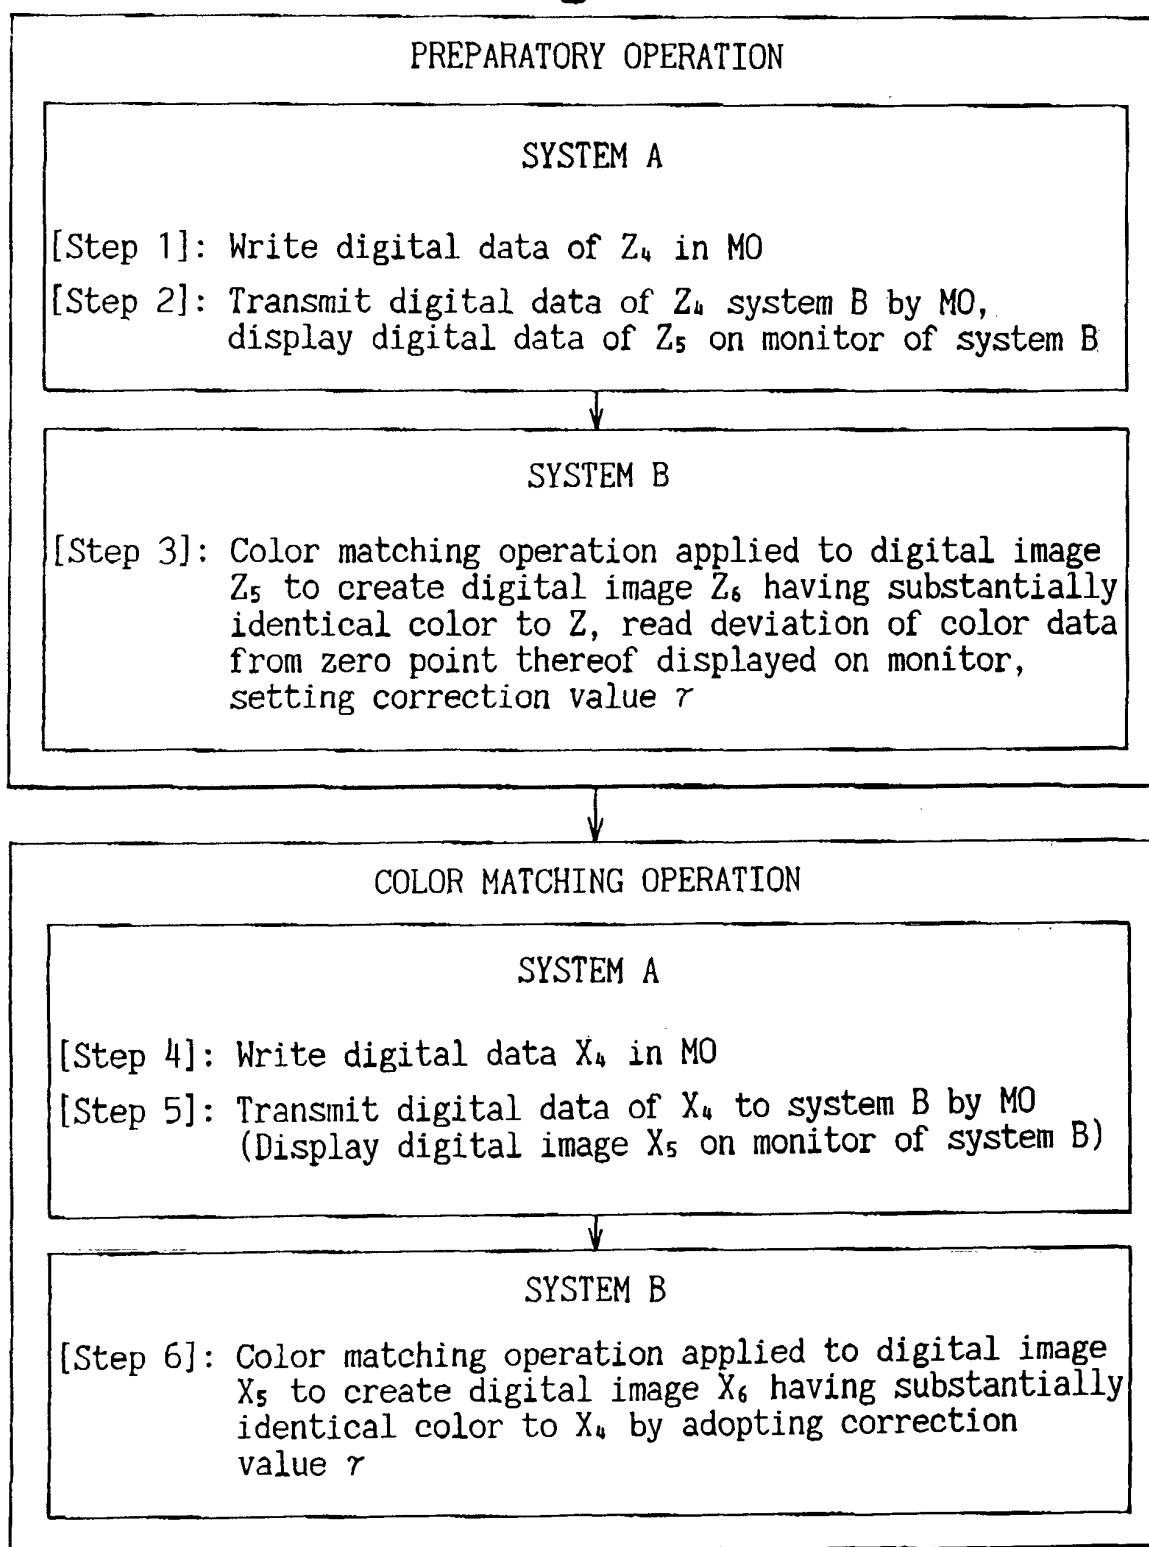 PREPARATORY OPERATION
SYSTEM A
[Step 1]: Write digital data of Z₄ in MO
[Step 2]: Transmit digital data of Z₄ system B by MO,
display digital data of Z₅ on monitor of system B
SYSTEM B
[Step 3]: Color matching operation applied to digital image
Z₅ to create digital image Z₆ having substantially
identical color to Z, read deviation of color data
from zero point thereof displayed on monitor,
setting correction value γ
COLOR MATCHING OPERATION
SYSTEM A
[Step 4]: Write digital data X₄ in MO
[Step 5]: Transmit digital data of X₄ to system B by MO
(Display digital image X₅ on monitor of system B)
SYSTEM B
[Step 6]: Color matching operation applied to digital image
X₅ to create digital image X₆ having substantially
identical color to X₄ by adopting correction
value γ